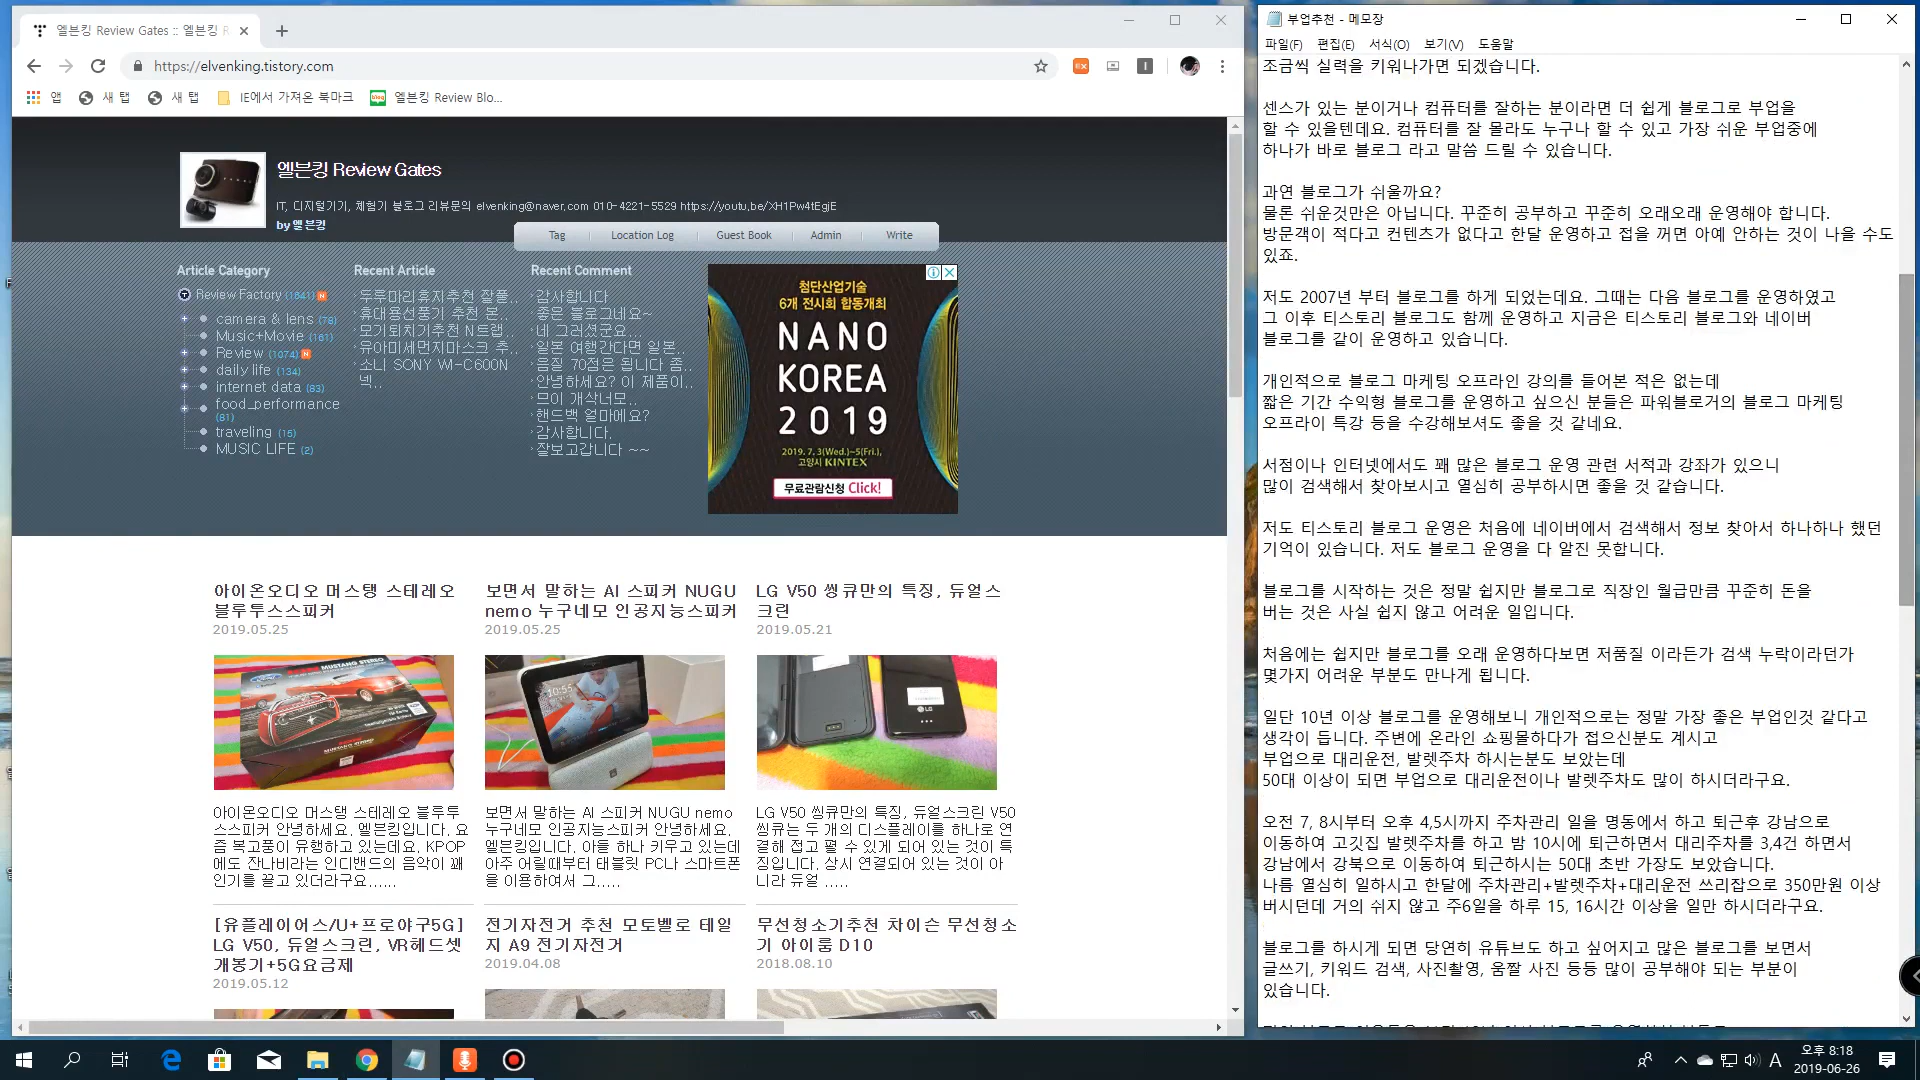 엘븐킹 Review Gates :: 엘븐킹 R
https://elvenking.tistory.com
앱
새 탭
새 탭
IE에서 가져온 북마크
엘븐킹 Review Blo...
엘븐킹 Review Gates
IT, 디지털기기, 체험기 블로그 리뷰문의 elvenking@naver.com 010-4221-5529 https://youtu.be/XH1Pw4tEgjE
by 엘븐킹
Tag
Location Log
Guest Book
Admin
Write
Article Category
Review Factory (1641) N
camera & lens (78)
Music+Movie (161)
Review (1074) N
daily life (134)
internet data (83)
food_performance
(81)
traveling (15)
MUSIC LIFE (2)
Recent Article
두루마리휴지추천 잘풀..
휴대용선풍기 추천 본..
모기퇴치기추천 N트랩..
유아미세먼지마스크 추..
소니 SONY WI-C600N
넥..
Recent Comment
감사합니다
좋은 블로그네요~
네 그러셨군요...
일본 여행간다면 일본..
음질 70점은 됩니다 좀..
안녕하세요? 이 제품이..
므이 개삭너모..
핸드백 얼마에요?
감사합니다.
잘보고갑니다 ~~
첨단산업기술
6개 전시회 합동개최
NANO
KOREA
2019
2019. 7. 3(Wed.)~5(Fri.),
고양시 KINTEX
무료관람신청 Click!
아이온오디오 머스탱 스테레오
블루투스스피커
2019.05.25
아이온오디오 머스탱 스테레오 블루투
스스피커 안녕하세요. 엘븐킹입니다. 요
즘 복고풍이 유행하고 있는데요. KPOP
에도 잔나비라는 인디밴드의 음악이 꽤
인기를 끌고 있더라구요......
보면서 말하는 AI 스피커 NUGU
nemo 누구네모 인공지능스피커
2019.05.25
보면서 말하는 AI 스피커 NUGU nemo
누구네모 인공지능스피커 안녕하세요.
엘븐킹입니다. 아들 하나 키우고 있는데
아주 어릴때부터 태블릿 PC나 스마트폰
을 이용하여서 그.....
LG V50 씽큐만의 특징, 듀얼스
크린
2019.05.21
LG V50 씽큐만의 특징, 듀얼스크린 V50
씽큐는 두 개의 디스플레이를 하나로 연
결해 접고 펼 수 있게 되어 있는 것이 특
징입니다. 상시 연결되어 있는 것이 아
니라 듀얼 .....
[유플레이어스/U+프로야구5G]
LG V50, 듀얼스크린, VR헤드셋
개봉기+5G요금제
2019.05.12
전기자전거 추천 모토벨로 테일
지 A9 전기자전거
2019.04.08
무선청소기추천 차이슨 무선청소
기 아이룸 D10
2018.08.10
부업추천 - 메모장
파일(F)
편집(E)
서식(O)
보기(V)
도움말
조금씩 실력을 키워나가면 되겠습니다.
센스가 있는 분이거나 컴퓨터를 잘하는 분이라면 더 쉽게 블로그로 부업을
할 수 있을텐데요. 컴퓨터를 잘 몰라도 누구나 할 수 있고 가장 쉬운 부업중에
하나가 바로 블로그 라고 말씀 드릴 수 있습니다.
과연 블로그가 쉬울까요?
물론 쉬운것만은 아닙니다. 꾸준히 공부하고 꾸준히 오래오래 운영해야 합니다.
방문객이 적다고 컨텐츠가 없다고 한달 운영하고 접을 꺼면 아예 안하는 것이 나을 수도
있죠.
저도 2007년 부터 블로그를 하게 되었는데요. 그때는 다음 블로그를 운영하였고
그 이후 티스토리 블로그도 함께 운영하고 지금은 티스토리 블로그와 네이버
블로그를 같이 운영하고 있습니다.
개인적으로 블로그 마케팅 오프라인 강의를 들어본 적은 없는데
짧은 기간 수익형 블로그를 운영하고 싶으신 분들은 파워블로거의 블로그 마케팅
오프라이 특강 등을 수강해보셔도 좋을 것 같네요.
서점이나 인터넷에서도 꽤 많은 블로그 운영 관련 서적과 강좌가 있으니
많이 검색해서 찾아보시고 열심히 공부하시면 좋을 것 같습니다.
저도 티스토리 블로그 운영은 처음에 네이버에서 검색해서 정보 찾아서 하나하나 했던
기억이 있습니다. 저도 블로그 운영을 다 알진 못합니다.
블로그를 시작하는 것은 정말 쉽지만 블로그로 직장인 월급만큼 꾸준히 돈을
버는 것은 사실 쉽지 않고 어려운 일입니다.
처음에는 쉽지만 블로그를 오래 운영하다보면 저품질 이라든가 검색 누락이라던가
몇가지 어려운 부분도 만나게 됩니다.
일단 10년 이상 블로그를 운영해보니 개인적으로는 정말 가장 좋은 부업인것 같다고
생각이 듭니다. 주변에 온라인 쇼핑몰하다가 접으신분도 계시고
부업으로 대리운전, 발렛주차 하시는분도 보았는데
50대 이상이 되면 부업으로 대리운전이나 발렛주차도 많이 하시더라구요.
오전 7, 8시부터 오후 4,5시까지 주차관리 일을 명동에서 하고 퇴근후 강남으로
이동하여 고깃집 발렛주차를 하고 밤 10시에 퇴근하면서 대리주차를 3,4건 하면서
강남에서 강북으로 이동하여 퇴근하시는 50대 초반 가장도 보았습니다.
나름 열심히 일하시고 한달에 주차관리+발렛주차+대리운전 쓰리잡으로 350만원 이상
버시던데 거의 쉬지 않고 주6일을 하루 15, 16시간 이상을 일만 하시더라구요.
블로그를 하시게 되면 당연히 유튜브도 하고 싶어지고 많은 블로그를 보면서
글쓰기, 키워드 검색, 사진촬영, 움짤 사진 등등 많이 공부해야 되는 부분이
있습니다.
A
오후 8:18
2019-06-26